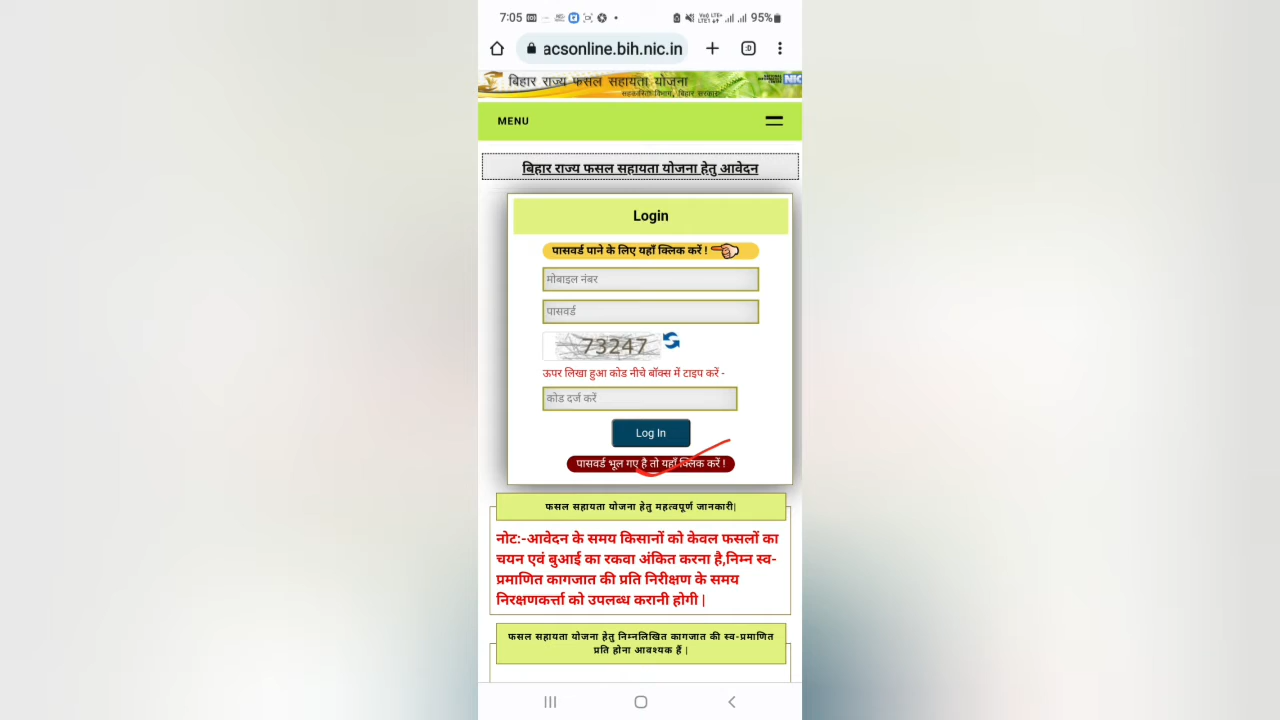 7:05
95%
acsonline.bih.nic.in
बिहार राज्य फसल सहायता योजना
सहकारिता विभाग, बिहार सरकार
NIC
MENU
बिहार राज्य फसल सहायता योजना हेतु आवेदन
Login
पासवर्ड पाने के लिए यहाँ क्लिक करें !
मोबाइल नंबर
पासवर्ड
73247
ऊपर लिखा हुआ कोड नीचे बॉक्स में टाइप करें -
कोड दर्ज करें
Log In
पासवर्ड भूल गए है तो यहाँ क्लिक करें !
फसल सहायता योजना हेतु महत्वपूर्ण जानकारी|
नोट:-आवेदन के समय किसानों को केवल फसलों का
चयन एवं बुआई का रकवा अंकित करना है,निम्न स्व-
प्रमाणित कागजात की प्रति निरीक्षण के समय
निरक्षणकर्त्ता को उपलब्ध करानी होगी |
फसल सहायता योजना हेतु निम्नलिखित कागजात की स्व-प्रमाणित
प्रति होना आवश्यक हैं |